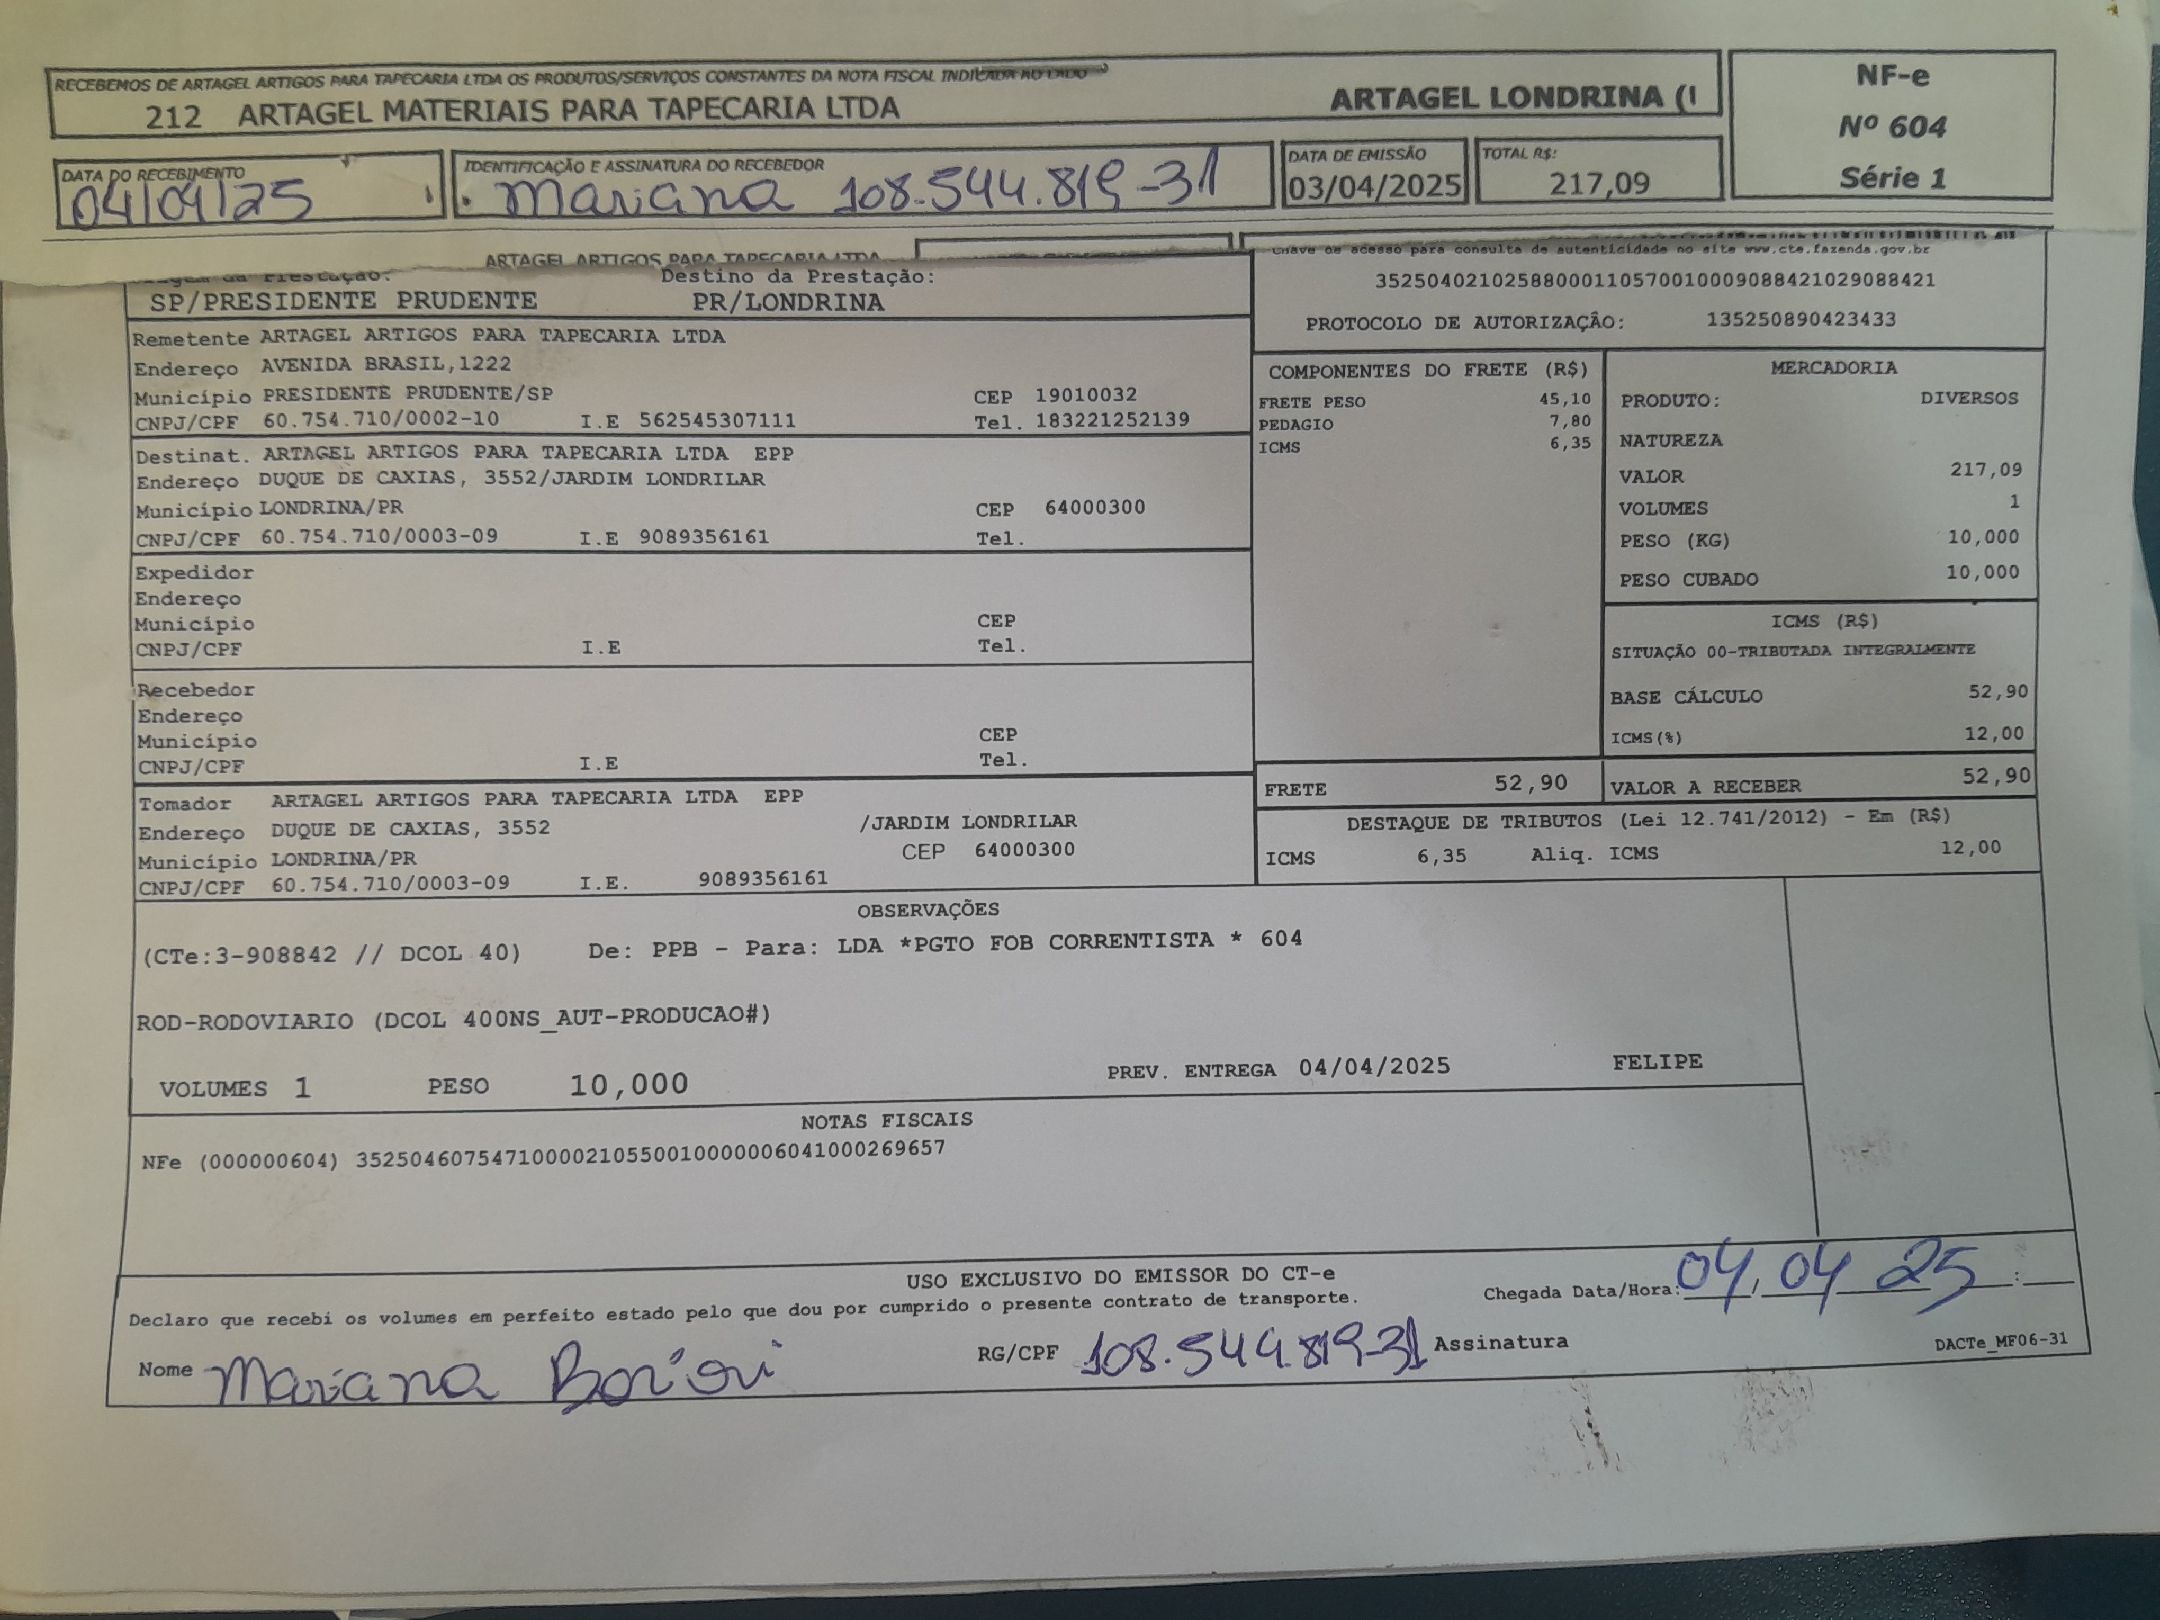 RECEBEMOS DE ARTAGEL ARTIGOS PARA TAPECARIA LTDA OS PRODUTOS/SERVIÇOS CONSTANTES DA NOTA FISCAL INDICADA AO LADO
212 ARTAGEL MATERIAIS PARA TAPECARIA LTDA ARTAGEL LONDRINA (
NF-e
Nº 604
Série 1
DATA DO RECEBIMENTO
04/04/25
IDENTIFICAÇÃO E ASSINATURA DO RECEBEDOR
Mariana 108.544.819-31
DATA DE EMISSÃO
03/04/2025
TOTAL R$:
217,09
ARTAGEL ARTIGOS PARA TAPECARIA LTDA
Chave de acesso para consulta de autenticidade no site www.cte.fazenda.gov.br
35250402102588000110570010009088421029088421
PROTOCOLO DE AUTORIZAÇÃO: 135250890423433
da Prestação: Destino da Prestação:
SP/PRESIDENTE PRUDENTE PR/LONDRINA
Remetente ARTAGEL ARTIGOS PARA TAPECARIA LTDA
Endereço AVENIDA BRASIL,1222
Município PRESIDENTE PRUDENTE/SP CEP 19010032
CNPJ/CPF 60.754.710/0002-10 I.E 562545307111 Tel. 183221252139
Destinat. ARTAGEL ARTIGOS PARA TAPECARIA LTDA EPP
Endereço DUQUE DE CAXIAS, 3552/JARDIM LONDRILAR
Município LONDRINA/PR CEP 64000300
CNPJ/CPF 60.754.710/0003-09 I.E 9089356161 Tel.
Expedidor
Endereço
Município CEP
CNPJ/CPF I.E Tel.
Recebedor
Endereço
Município CEP
CNPJ/CPF I.E Tel.
Tomador ARTAGEL ARTIGOS PARA TAPECARIA LTDA EPP
Endereço DUQUE DE CAXIAS, 3552 /JARDIM LONDRILAR
Município LONDRINA/PR CEP 64000300
CNPJ/CPF 60.754.710/0003-09 I.E. 9089356161
COMPONENTES DO FRETE (R$)
FRETE PESO 45,10
PEDAGIO 7,80
ICMS 6,35
MERCADORIA
PRODUTO: DIVERSOS
NATUREZA
VALOR 217,09
VOLUMES 1
PESO (KG) 10,000
PESO CUBADO 10,000
ICMS (R$)
SITUAÇÃO 00-TRIBUTADA INTEGRALMENTE
BASE CÁLCULO 52,90
ICMS(%) 12,00
FRETE 52,90 VALOR A RECEBER 52,90
DESTAQUE DE TRIBUTOS (Lei 12.741/2012) - Em (R$)
ICMS 6,35 Aliq. ICMS 12,00
OBSERVAÇÕES
(CTe:3-908842 // DCOL 40) De: PPB - Para: LDA *PGTO FOB CORRENTISTA * 604
ROD-RODOVIARIO (DCOL 400NS_AUT-PRODUCAO#)
VOLUMES 1 PESO 10,000 PREV. ENTREGA 04/04/2025 FELIPE
NOTAS FISCAIS
NFe (000000604) 35250460754710000210550010000006041000269657
USO EXCLUSIVO DO EMISSOR DO CT-e
Declaro que recebi os volumes em perfeito estado pelo que dou por cumprido o presente contrato de transporte.
Chegada Data/Hora: 04, 04 25 :
Nome Mariana RG/CPF 108.544.819-31 Assinatura
DACTe_MF06-31